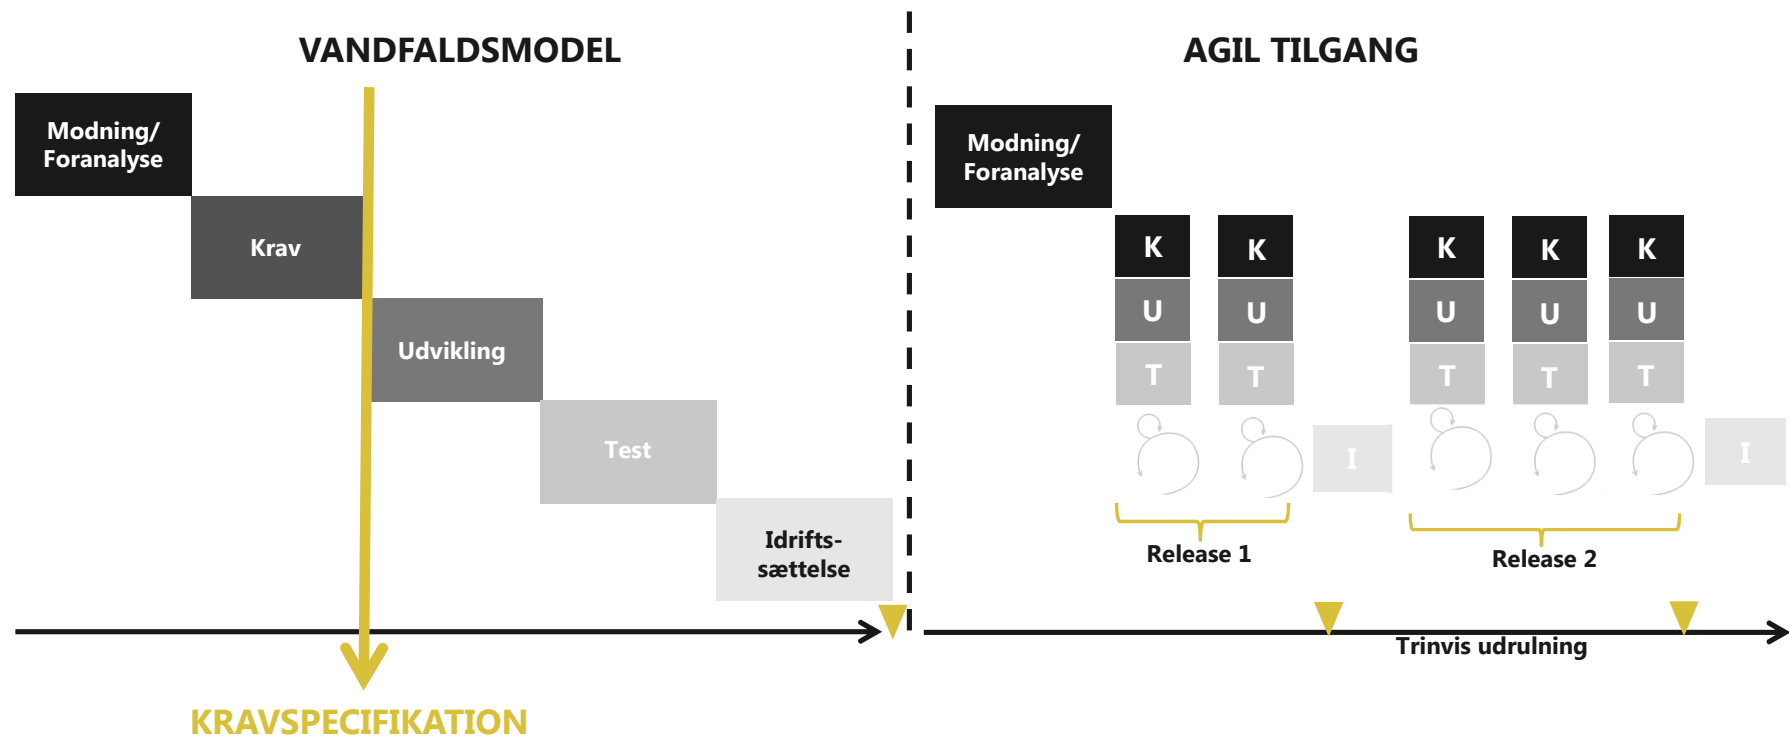 VANDFALDSMODEL
Modning/
Foranalyse
Krav
Udvikling
Test
Idrifts-
sættelse
KRAVSPECIFIKATION
AGIL TILGANG
Modning/
Foranalyse
K K K K K
U U U U U
T T T T T
I I
Release 1
Release 2
Trinvis udrulning